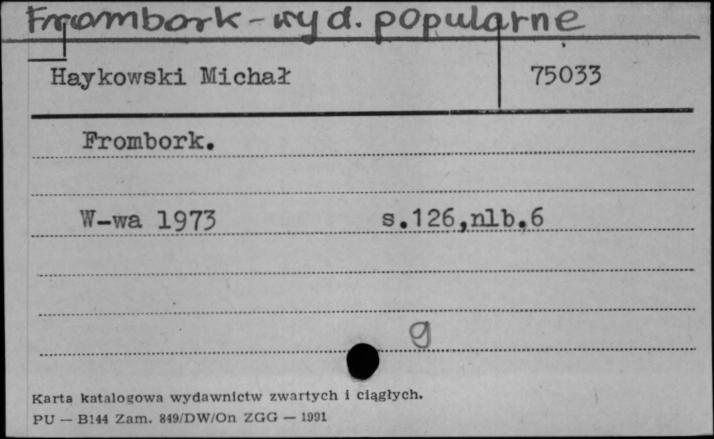 Frombork - wyd. popularne
Haykowski Michał 75033
Frombork.
W-wa 1973 s.126,nlb.6
g
Karta katalogowa wydawnictw zwartych i ciągłych.
PU — B144 Zam. 849/DW/On ZGG — 1991